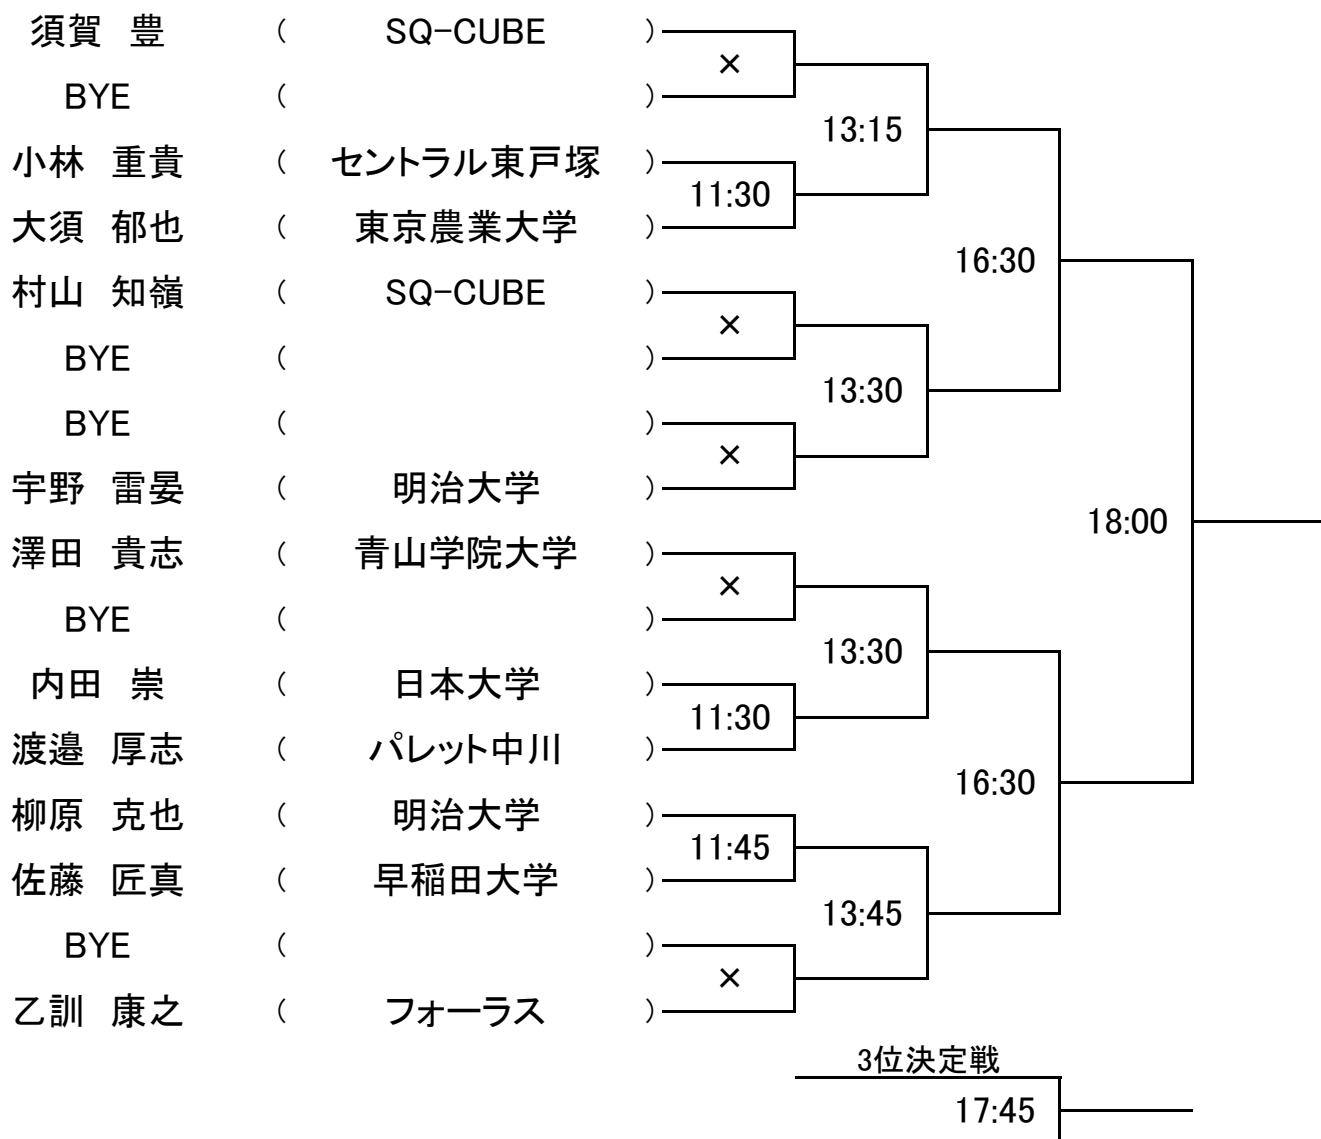 須賀　豊 ( SQ-CUBE )
×
BYE ( )
13:15
小林　重貴 ( セントラル東戸塚 )
11:30
大須　郁也 ( 東京農業大学 )
16:30
村山　知嶺 ( SQ-CUBE )
×
BYE ( )
13:30
BYE ( )
×
宇野　雷晏 ( 明治大学 )
18:00
澤田　貴志 ( 青山学院大学 )
×
BYE ( )
13:30
内田　崇 ( 日本大学 )
11:30
渡邉　厚志 ( パレット中川 )
16:30
柳原　克也 ( 明治大学 )
11:45
佐藤　匠真 ( 早稲田大学 )
13:45
BYE ( )
×
乙訓　康之 ( フォーラス )
3位決定戦
17:45